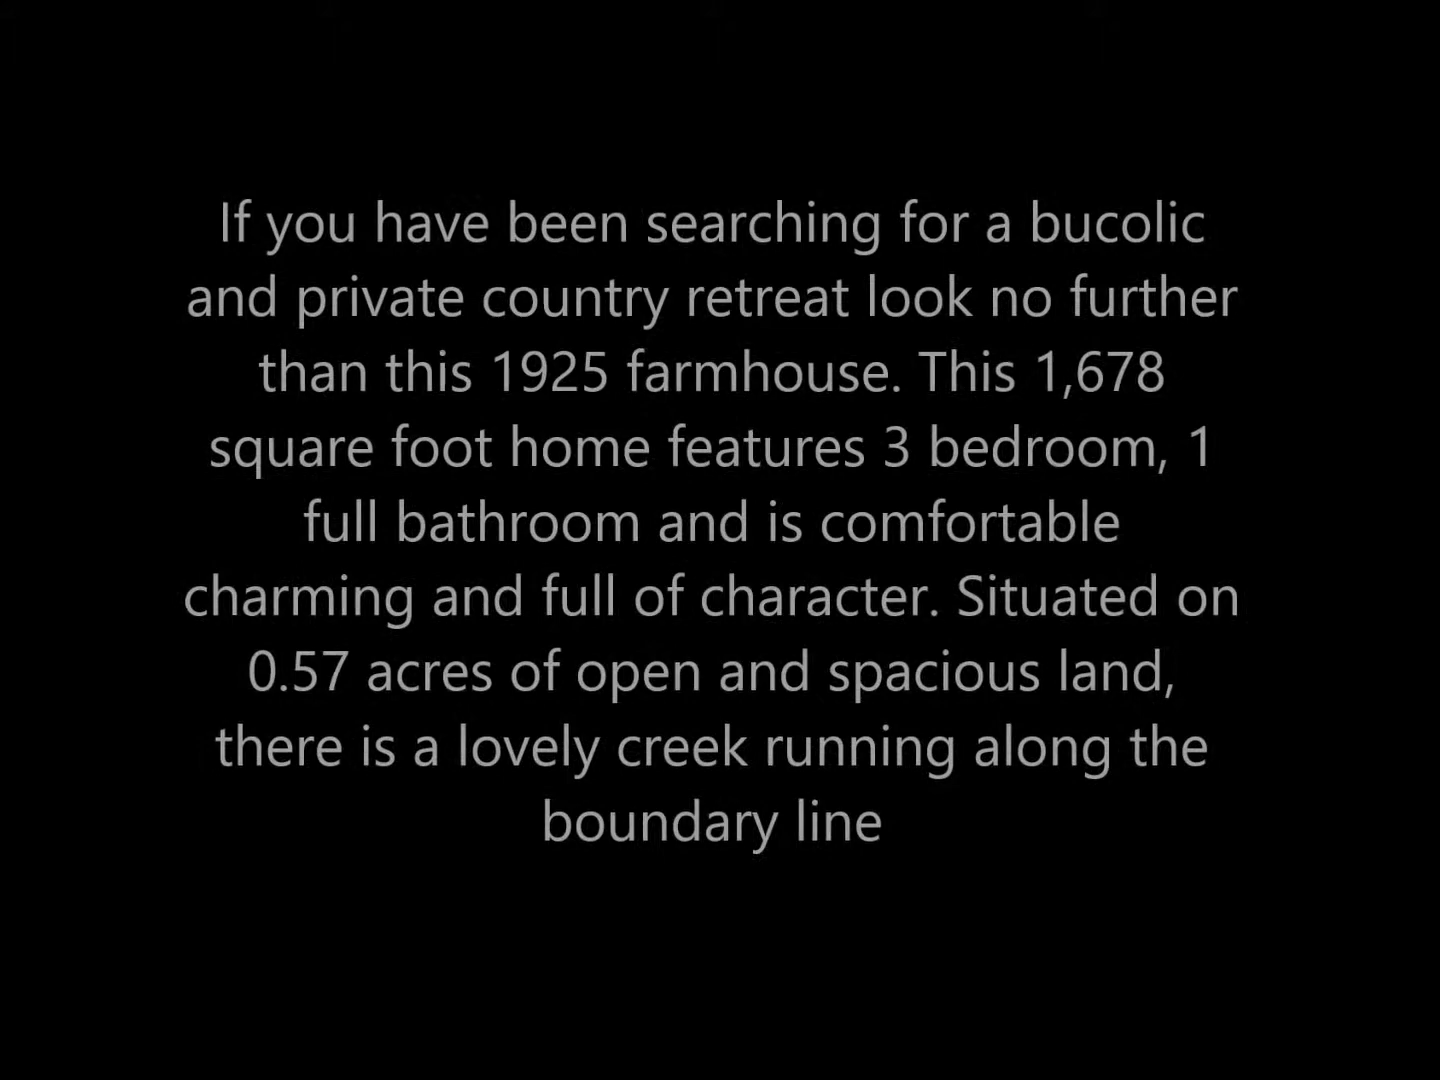 If you have been searching for a bucolic
and private country retreat look no further
than this 1925 farmhouse. This 1,678
square foot home features 3 bedroom, 1
full bathroom and is comfortable
charming and full of character. Situated on
0.57 acres of open and spacious land,
there is a lovely creek running along the
boundary line